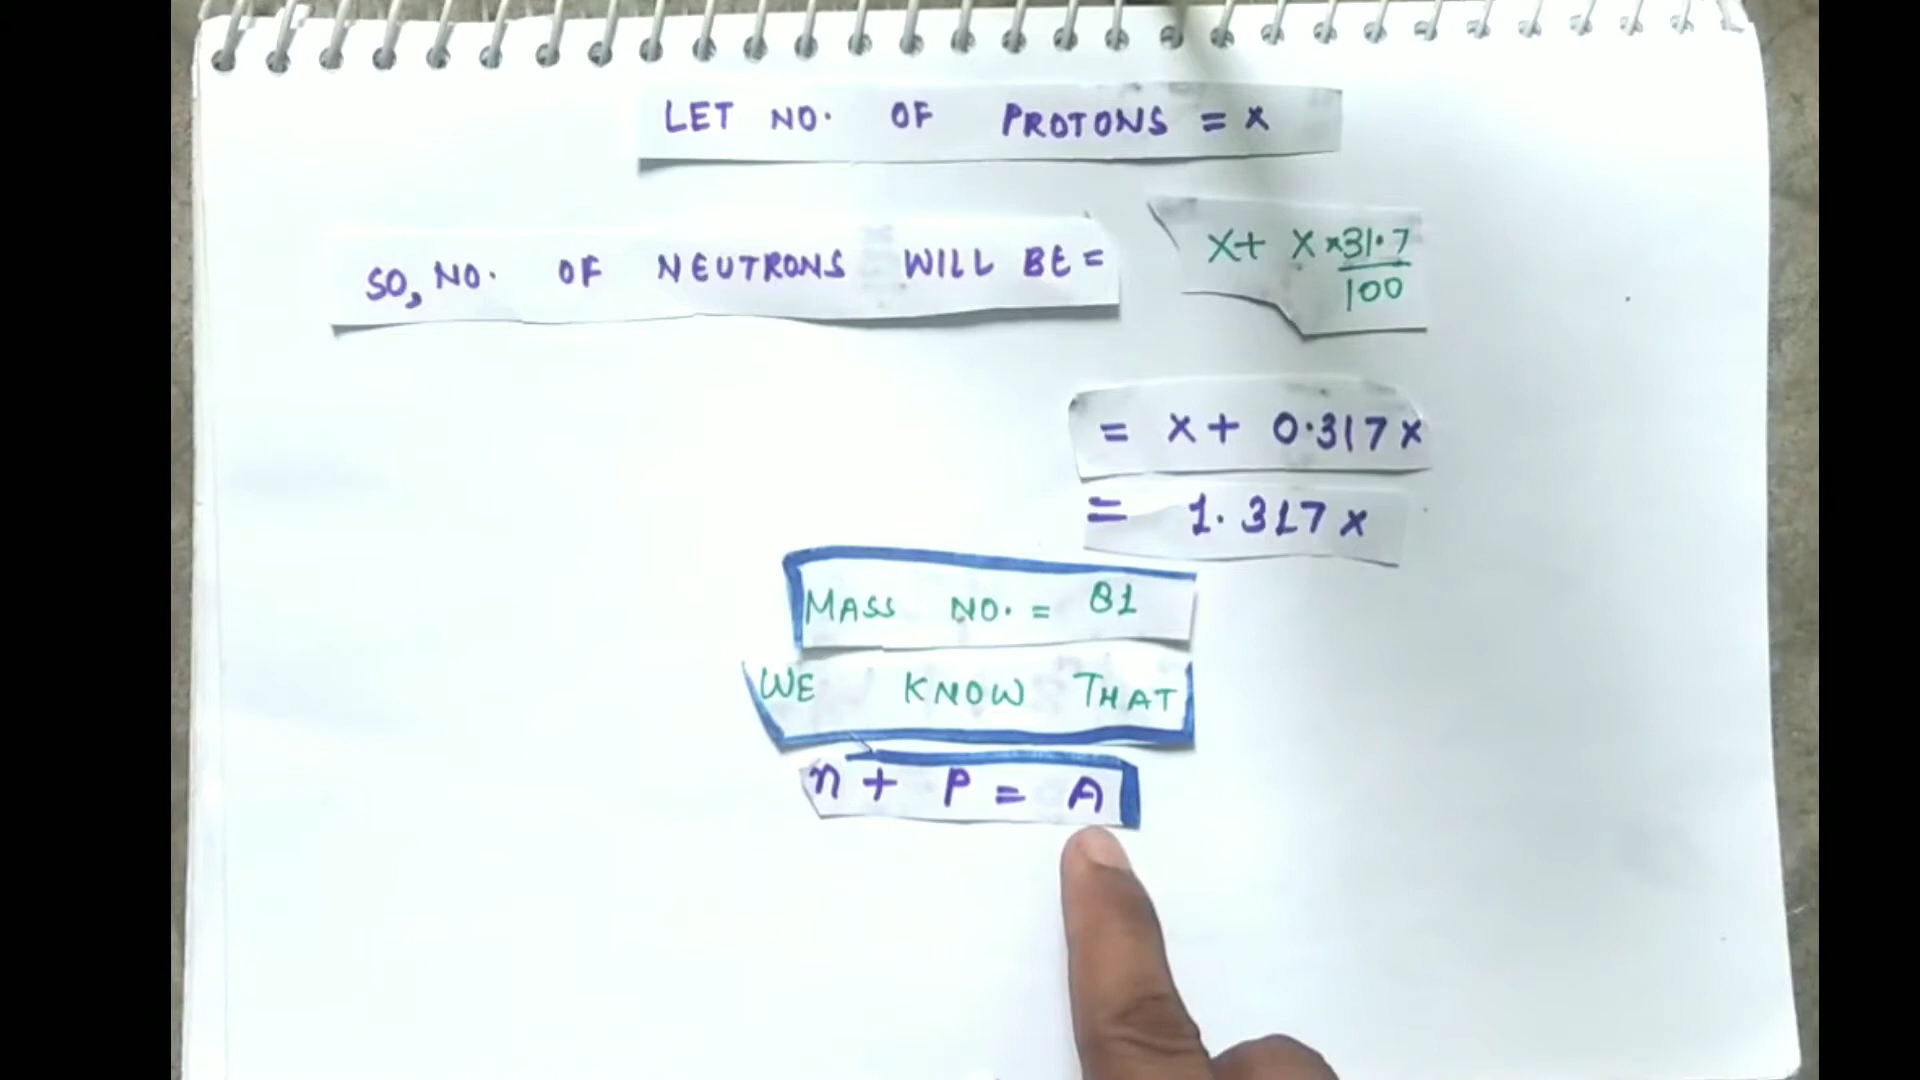 LET NO. OF PROTONS = x
SO, NO. OF NEUTRONS WILL BE = x + x × 31.7 / 100
= x + 0.317x
= 1.317x
MASS NO. = 81
WE KNOW THAT
n + P = A